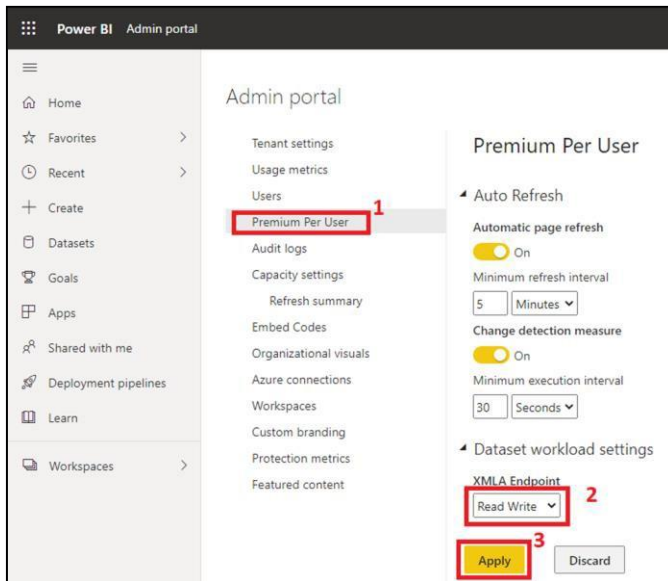 Power BI Admin portal
Home
Favorites
Recent
Create
Datasets
Goals
Apps
Shared with me
Deployment pipelines
Learn
Workspaces
Admin portal
Tenant settings
Usage metrics
Users
1
Premium Per User
Audit logs
Capacity settings
Refresh summary
Embed Codes
Organizational visuals
Azure connections
Workspaces
Custom branding
Protection metrics
Featured content
Premium Per User
Auto Refresh
Automatic page refresh
On
Minimum refresh interval
5 Minutes
Change detection measure
On
Minimum execution interval
30 Seconds
Dataset workload settings
XMLA Endpoint
Read Write 2
3
Apply Discard